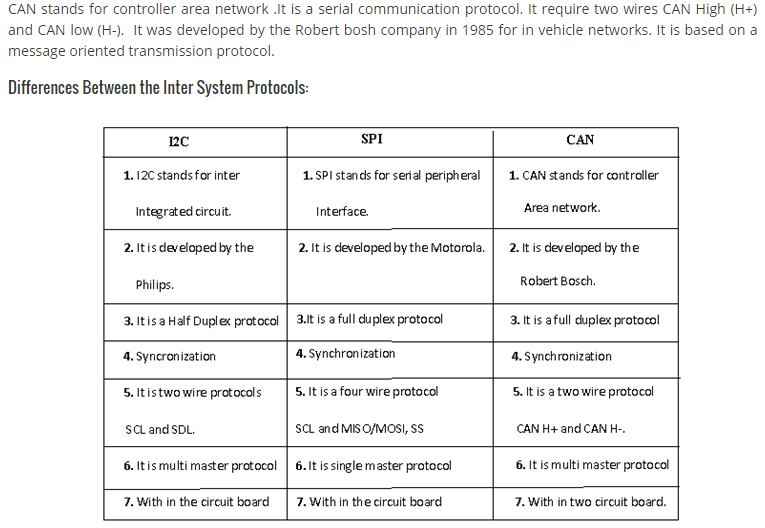 CAN stands for controller area network .It is a serial communication protocol. It require two wires CAN High (H+)
and CAN low (H-). It was developed by the Robert bosh company in 1985 for in vehicle networks. It is based on a
message oriented transmission protocol.
Differences Between the Inter System Protocols:
I2C
SPI
CAN
1. I2C stands for inter
Integrated circuit.
1. SPI stands for serial peripheral
Interface.
1. CAN stands for controller
Area network.
2. It is developed by the
Philips.
2. It is developed by the Motorola.
2. It is developed by the
Robert Bosch.
3. It is a Half Duplex protocol
3.It is a full duplex protocol
3. It is a full duplex protocol
4. Syncronization
4. Synchronization
4. Synchronization
5. It is two wire protocols
SCL and SDL.
5. It is a four wire protocol
SCL and MISO/MOSI, SS
5. It is a two wire protocol
CAN H+ and CAN H-.
6. It is multi master protocol
6. It is single master protocol
6. It is multi master protocol
7. With in the circuit board
7. With in the circuit board
7. With in two circuit board.